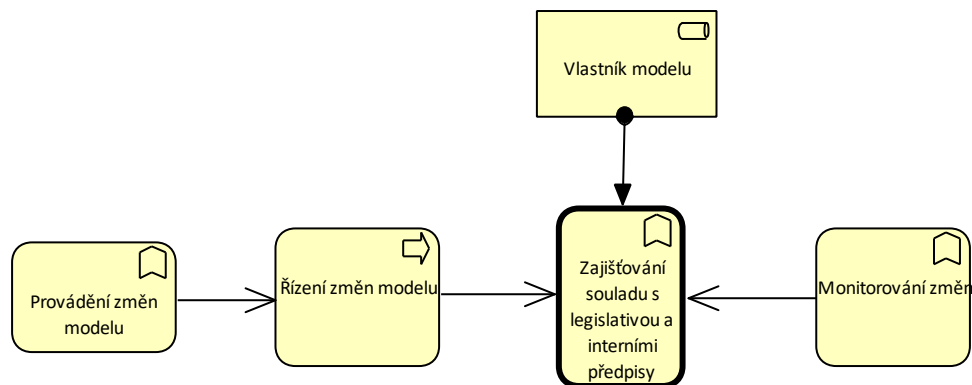 Vlastník modelu
Provádění změn
modelu
Řízení změn modelu
Zajišťování
souladu s
legislativou a
interními
předpisy
Monitorování změn